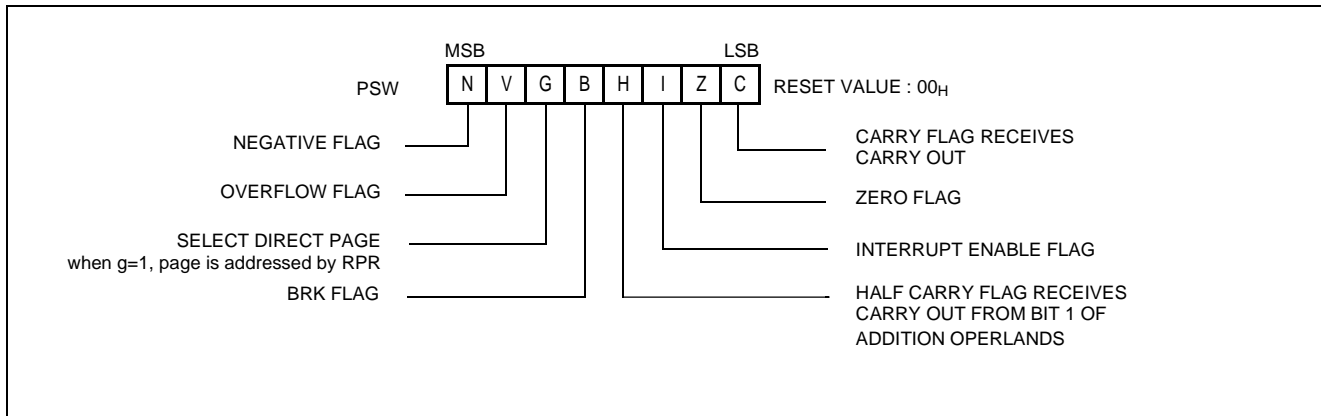 MSB LSB
PSW N V G B H I Z C RESET VALUE : 00H
NEGATIVE FLAG
OVERFLOW FLAG
SELECT DIRECT PAGE
when g=1, page is addressed by RPR
BRK FLAG
CARRY FLAG RECEIVES
CARRY OUT
ZERO FLAG
INTERRUPT ENABLE FLAG
HALF CARRY FLAG RECEIVES
CARRY OUT FROM BIT 1 OF
ADDITION OPERLANDS